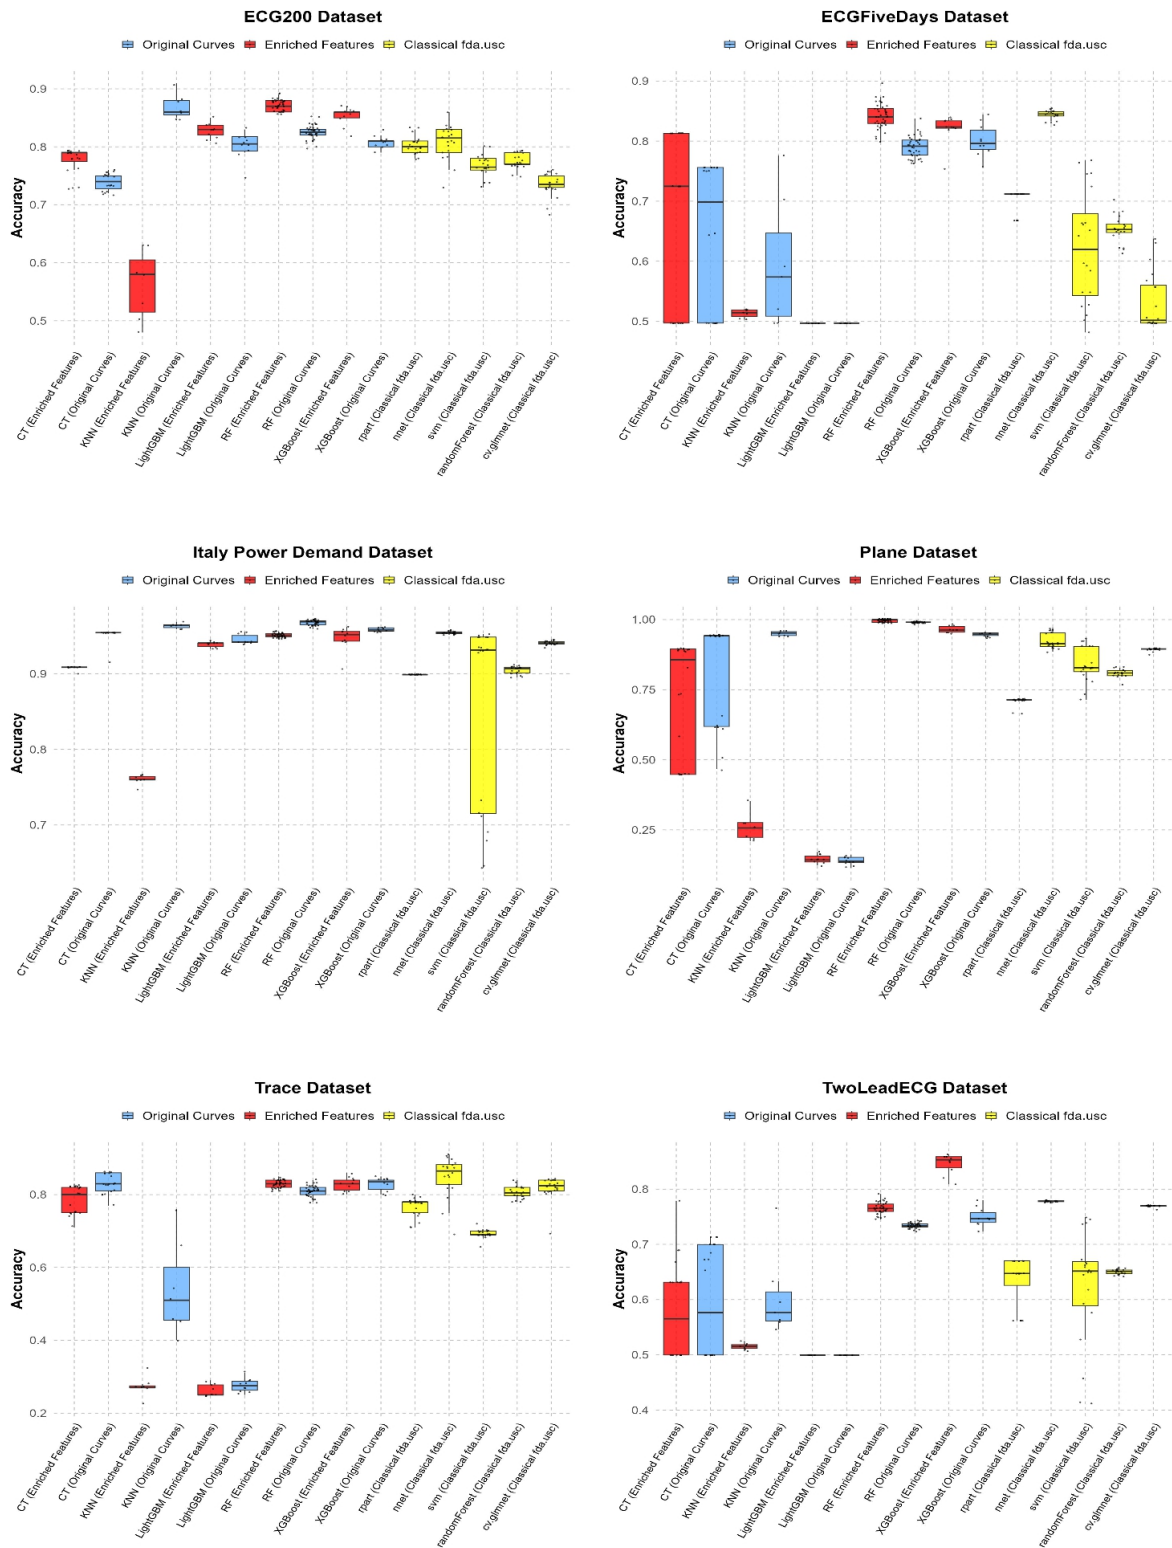 ECG200 Dataset
Original Curves Enriched Features Classical fda.usc
Accuracy
0.9
0.8
0.7
0.6
0.5
CT (Enriched Features)
CT (Original Curves)
KNN (Enriched Features)
KNN (Original Curves)
LightGBM (Enriched Features)
LightGBM (Original Curves)
RF (Enriched Features)
RF (Original Curves)
XGBoost (Enriched Features)
XGBoost (Original Curves)
rpart (Classical fda.usc)
nnet (Classical fda.usc)
svm (Classical fda.usc)
randomForest (Classical fda.usc)
cv.glmnet (Classical fda.usc)
ECGFiveDays Dataset
Original Curves Enriched Features Classical fda.usc
Accuracy
0.9
0.8
0.7
0.6
0.5
CT (Enriched Features)
CT (Original Curves)
KNN (Enriched Features)
KNN (Original Curves)
LightGBM (Enriched Features)
LightGBM (Original Curves)
RF (Enriched Features)
RF (Original Curves)
XGBoost (Enriched Features)
XGBoost (Original Curves)
rpart (Classical fda.usc)
nnet (Classical fda.usc)
svm (Classical fda.usc)
randomForest (Classical fda.usc)
cv.glmnet (Classical fda.usc)
Italy Power Demand Dataset
Original Curves Enriched Features Classical fda.usc
Accuracy
0.9
0.8
0.7
CT (Enriched Features)
CT (Original Curves)
KNN (Enriched Features)
KNN (Original Curves)
LightGBM (Enriched Features)
LightGBM (Original Curves)
RF (Enriched Features)
RF (Original Curves)
XGBoost (Enriched Features)
XGBoost (Original Curves)
rpart (Classical fda.usc)
nnet (Classical fda.usc)
svm (Classical fda.usc)
randomForest (Classical fda.usc)
cv.glmnet (Classical fda.usc)
Plane Dataset
Original Curves Enriched Features Classical fda.usc
Accuracy
1.00
0.75
0.50
0.25
CT (Enriched Features)
CT (Original Curves)
KNN (Enriched Features)
KNN (Original Curves)
LightGBM (Enriched Features)
LightGBM (Original Curves)
RF (Enriched Features)
RF (Original Curves)
XGBoost (Enriched Features)
XGBoost (Original Curves)
rpart (Classical fda.usc)
nnet (Classical fda.usc)
svm (Classical fda.usc)
randomForest (Classical fda.usc)
cv.glmnet (Classical fda.usc)
Trace Dataset
Original Curves Enriched Features Classical fda.usc
Accuracy
0.8
0.6
0.4
0.2
CT (Enriched Features)
CT (Original Curves)
KNN (Enriched Features)
KNN (Original Curves)
LightGBM (Enriched Features)
LightGBM (Original Curves)
RF (Enriched Features)
RF (Original Curves)
XGBoost (Enriched Features)
XGBoost (Original Curves)
rpart (Classical fda.usc)
nnet (Classical fda.usc)
svm (Classical fda.usc)
randomForest (Classical fda.usc)
cv.glmnet (Classical fda.usc)
TwoLeadECG Dataset
Original Curves Enriched Features Classical fda.usc
Accuracy
0.8
0.7
0.6
0.5
0.4
CT (Enriched Features)
CT (Original Curves)
KNN (Enriched Features)
KNN (Original Curves)
LightGBM (Enriched Features)
LightGBM (Original Curves)
RF (Enriched Features)
RF (Original Curves)
XGBoost (Enriched Features)
XGBoost (Original Curves)
rpart (Classical fda.usc)
nnet (Classical fda.usc)
svm (Classical fda.usc)
randomForest (Classical fda.usc)
cv.glmnet (Classical fda.usc)